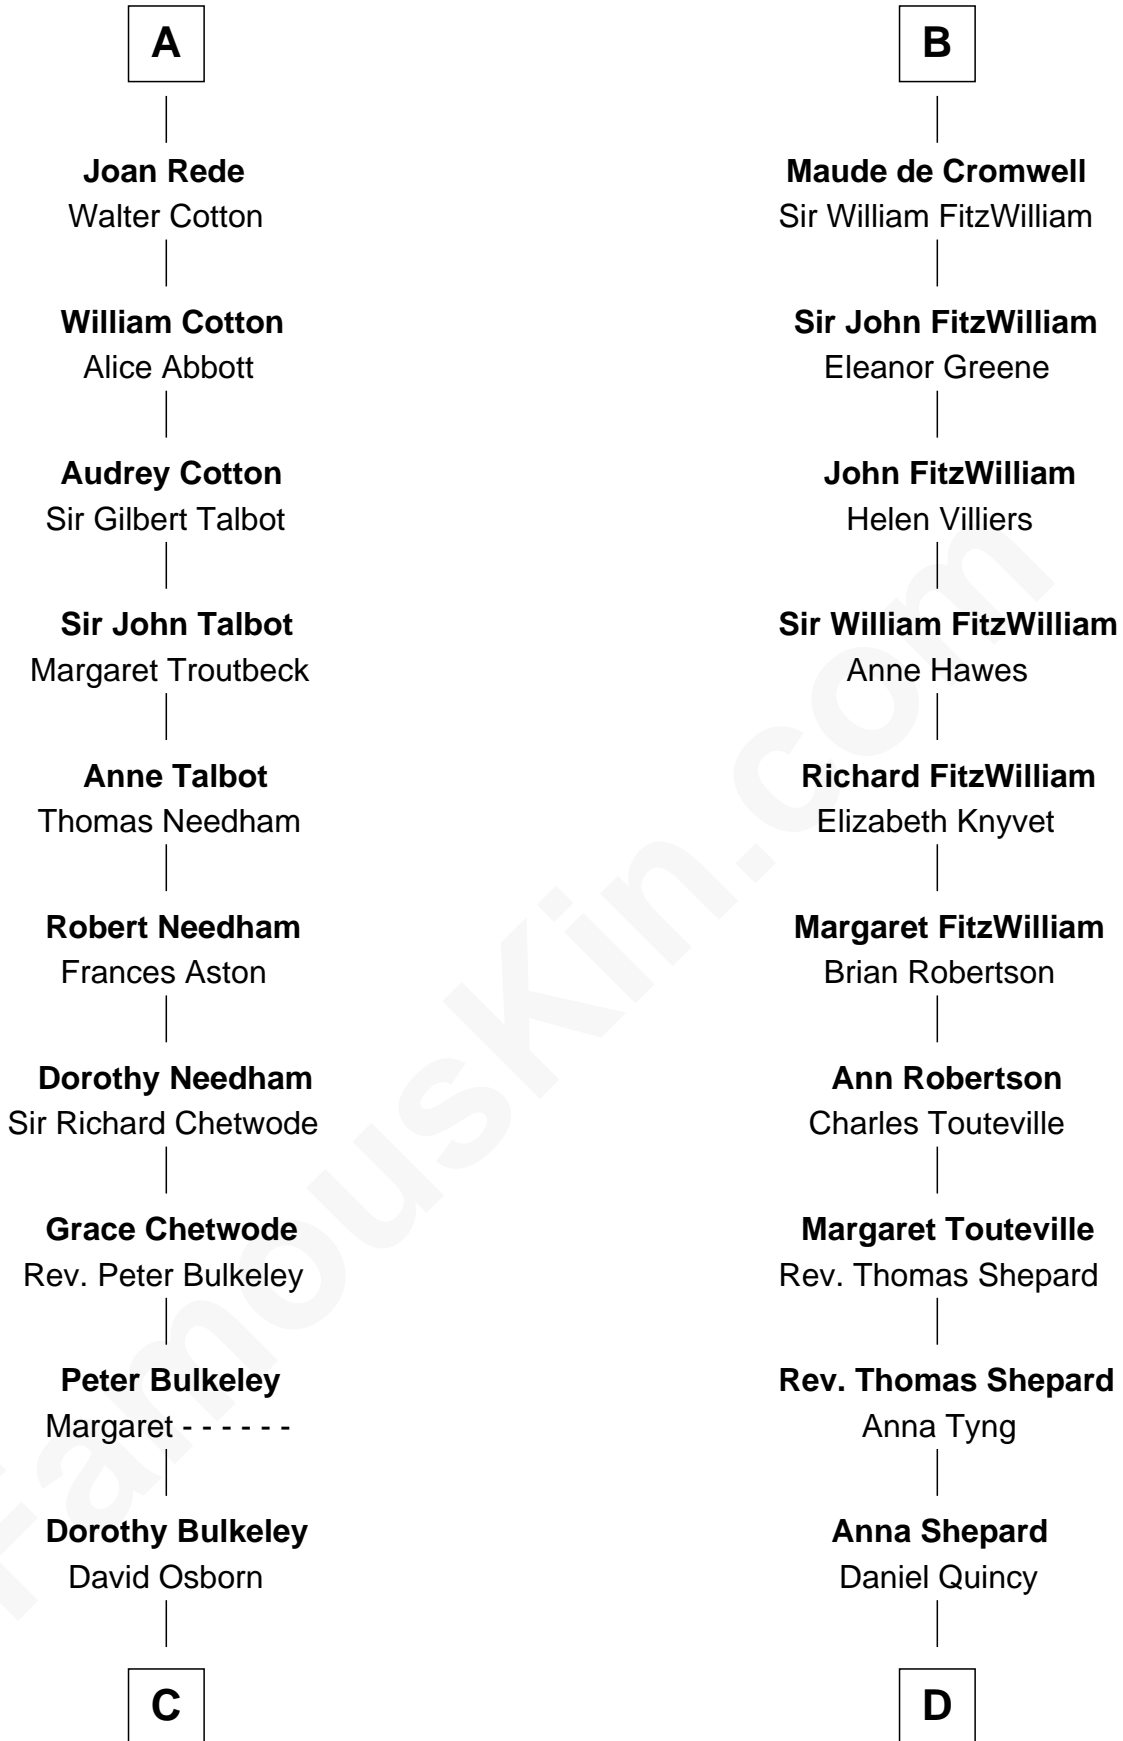 A
Joan Rede
Walter Cotton
William Cotton
Alice Abbott
Audrey Cotton
Sir Gilbert Talbot
Sir John Talbot
Margaret Troutbeck
Anne Talbot
Thomas Needham
Robert Needham
Frances Aston
Dorothy Needham
Sir Richard Chetwode
Grace Chetwode
Rev. Peter Bulkeley
Peter Bulkeley
Margaret - - - - - -
Dorothy Bulkeley
David Osborn
C
B
Maude de Cromwell
Sir William FitzWilliam
Sir John FitzWilliam
Eleanor Greene
John FitzWilliam
Helen Villiers
Sir William FitzWilliam
Anne Hawes
Richard FitzWilliam
Elizabeth Knyvet
Margaret FitzWilliam
Brian Robertson
Ann Robertson
Charles Touteville
Margaret Touteville
Rev. Thomas Shepard
Rev. Thomas Shepard
Anna Tyng
Anna Shepard
Daniel Quincy
D
FamousKin.com